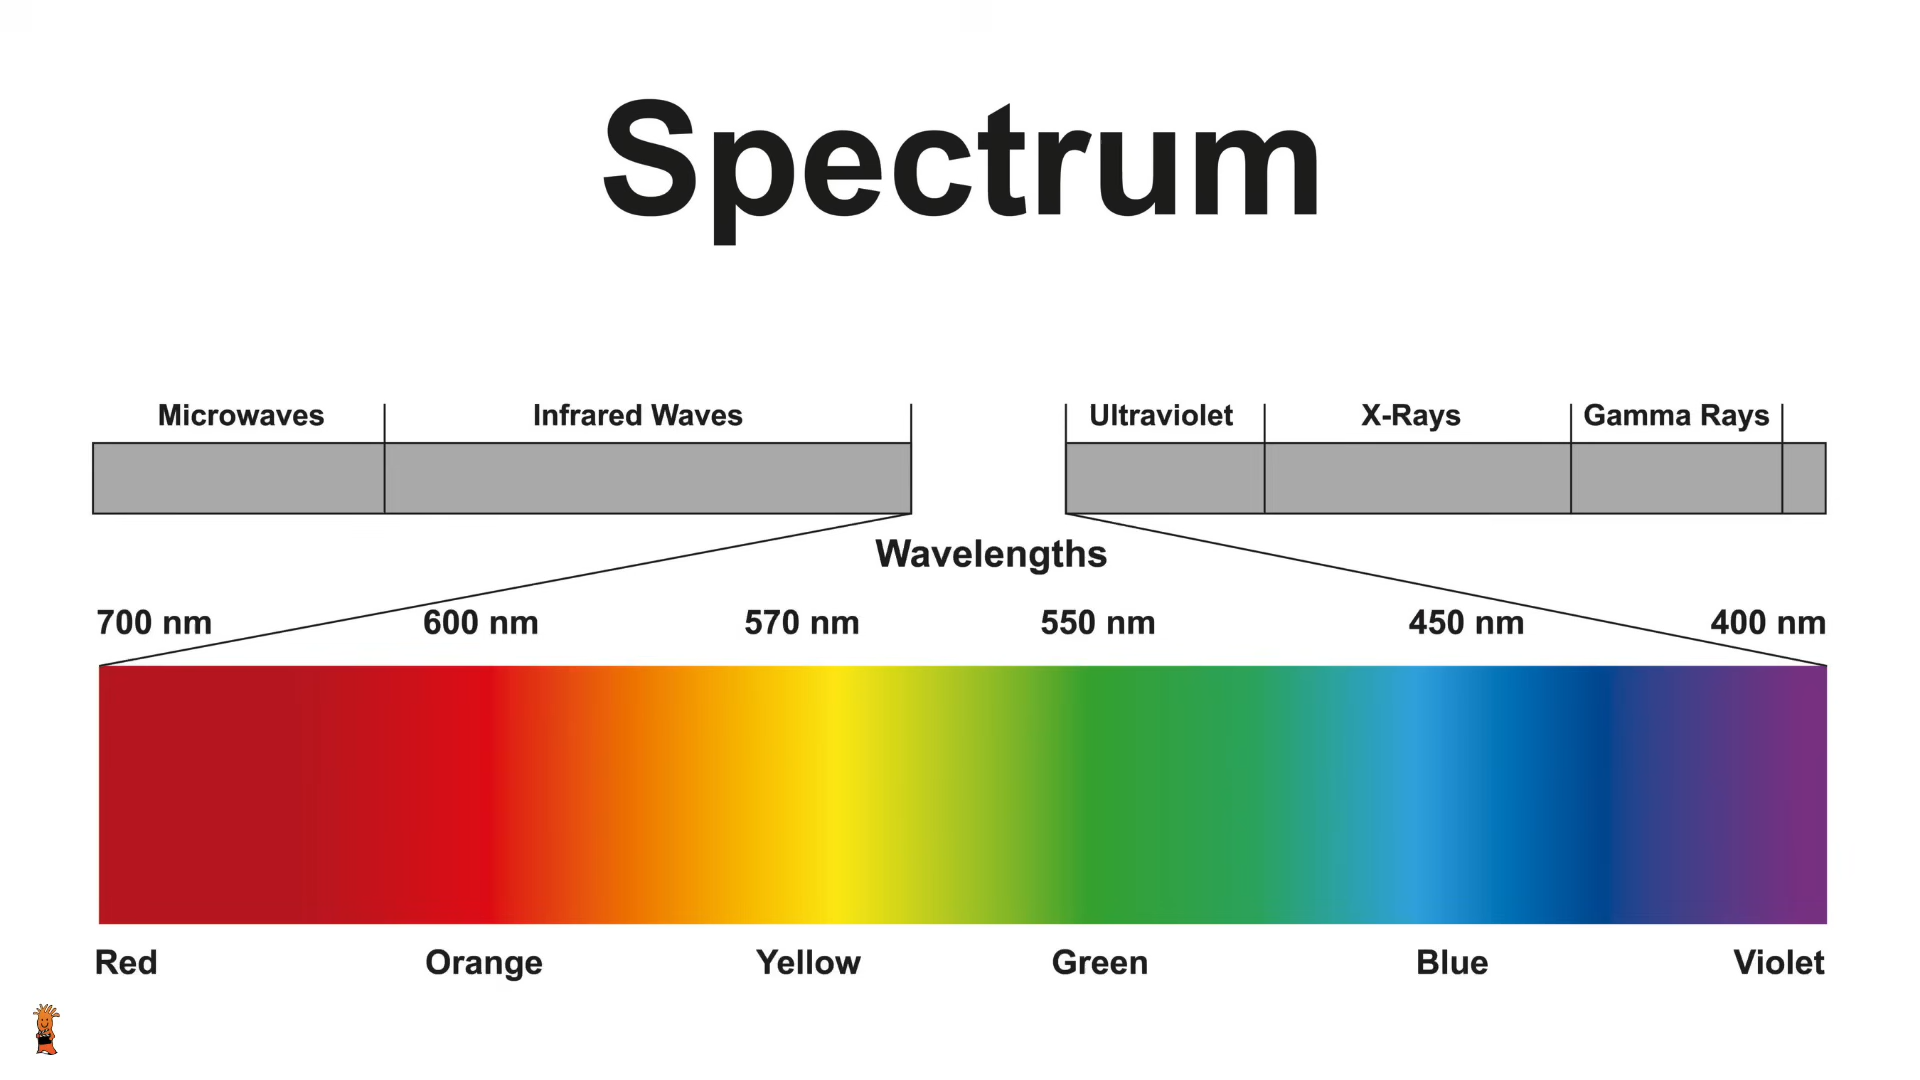 Spectrum
Microwaves Infrared Waves Ultraviolet X-Rays Gamma Rays
Wavelengths
700 nm 600 nm 570 nm 550 nm 450 nm 400 nm
Red Orange Yellow Green Blue Violet